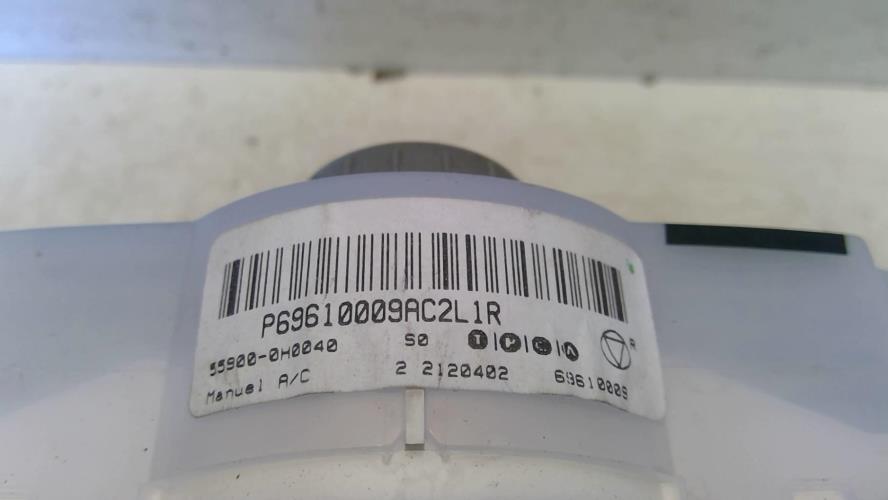 P69610009AC2L1R
55900-0H0040 S0 T P C A R
Manuel A/C 2 2120402 69610009